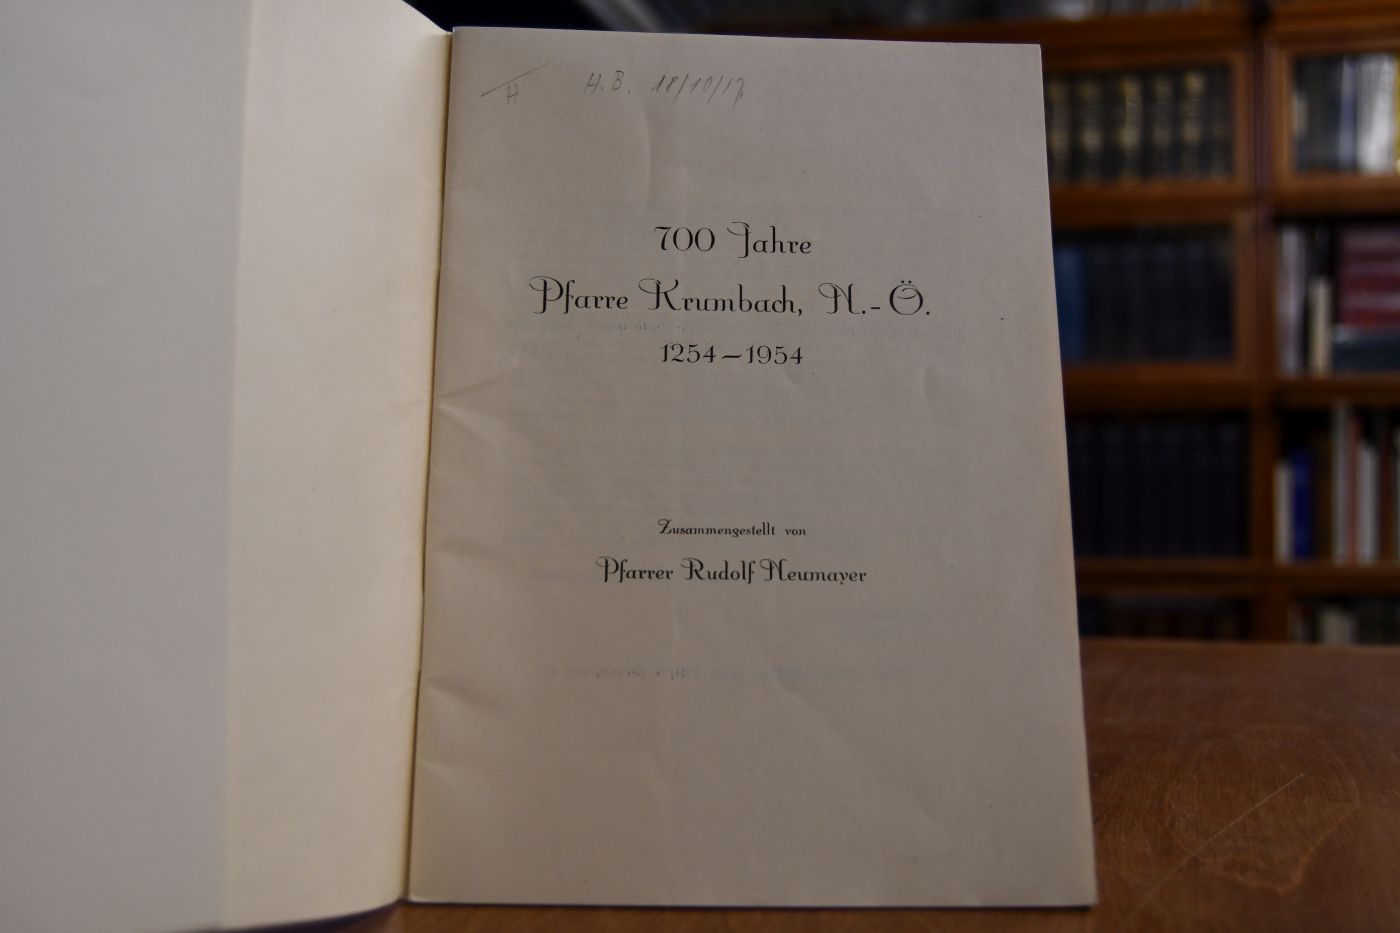 H H.B. 18/10/17.
700 Jahre
Pfarre Krumbach, N.-Ö.
1254—1954
Zusammengestellt von
Pfarrer Rudolf Neumayer